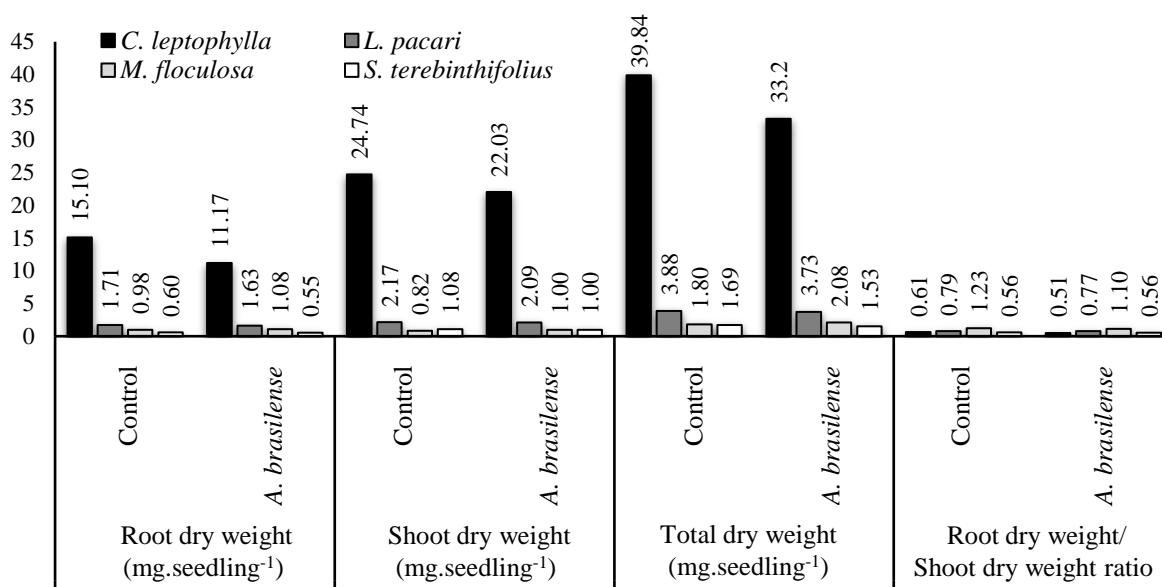 45
40
35
30
25
20
15
10
5
0
C. leptophylla
L. pacari
M. floculosa
S. terebinthifolius
15.10
1.71
0.98
0.60
11.17
1.63
1.08
0.55
24.74
2.17
0.82
1.08
22.03
2.09
1.00
1.00
39.84
3.88
1.80
1.69
33.2
3.73
2.08
1.53
0.61
0.79
1.23
0.56
0.51
0.77
1.10
0.56
Control
A. brasilense
Control
A. brasilense
Control
A. brasilense
Control
A. brasilense
Root dry weight
(mg.seedling⁻¹)
Shoot dry weight
(mg.seedling⁻¹)
Total dry weight
(mg.seedling⁻¹)
Root dry weight/
Shoot dry weight ratio